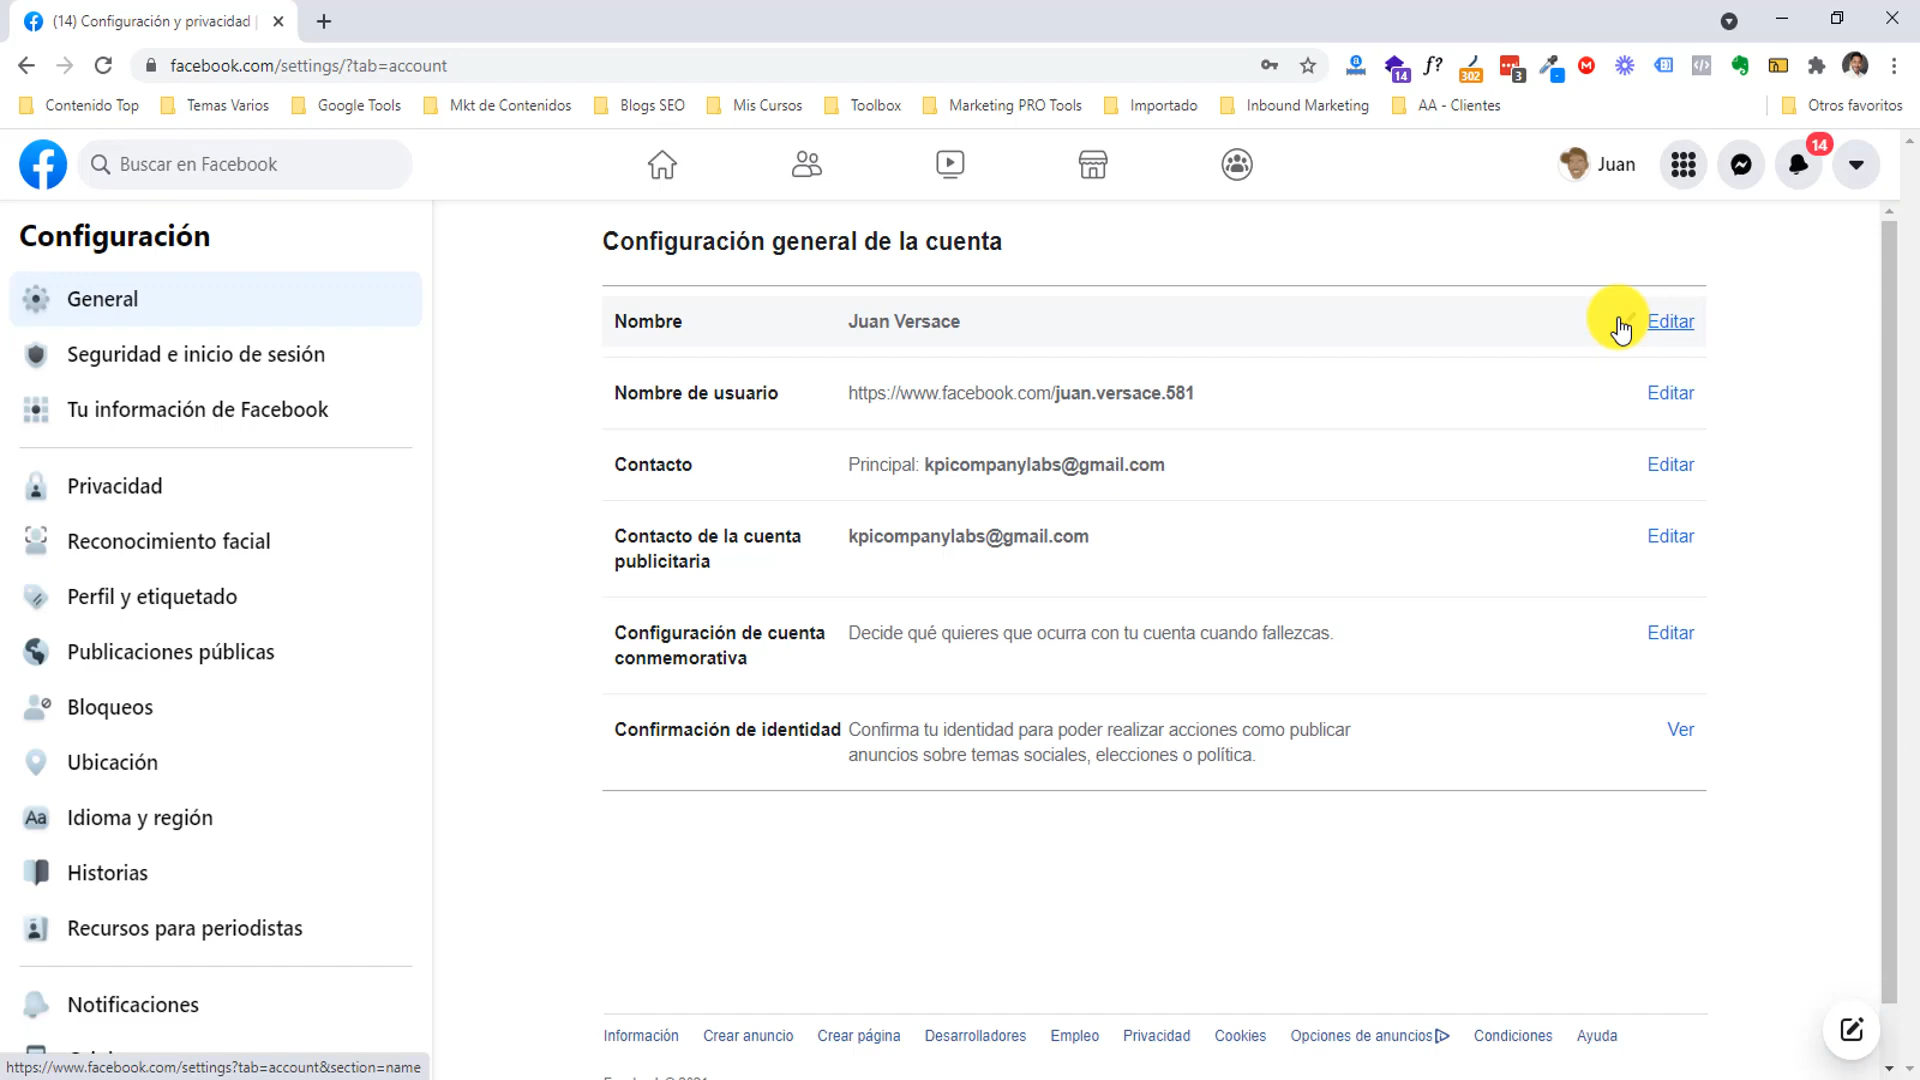 (14) Configuración y privacidad |
facebook.com/settings/?tab=account
14
f?
302
3
Contenido Top
Temas Varios
Google Tools
Mkt de Contenidos
Blogs SEO
Mis Cursos
Toolbox
Marketing PRO Tools
Importado
Inbound Marketing
AA - Clientes
Otros favoritos
Buscar en Facebook
Juan
14
Configuración
General
Seguridad e inicio de sesión
Tu información de Facebook
Privacidad
Reconocimiento facial
Perfil y etiquetado
Publicaciones públicas
Bloqueos
Ubicación
Aa Idioma y región
Historias
Recursos para periodistas
Notificaciones
https://www.facebook.com/settings?tab=account&section=name
Configuración general de la cuenta
Nombre Juan Versace Editar
Nombre de usuario https://www.facebook.com/juan.versace.581 Editar
Contacto Principal: kpicompanylabs@gmail.com Editar
Contacto de la cuenta kpicompanylabs@gmail.com Editar
publicitaria
Configuración de cuenta Decide qué quieres que ocurra con tu cuenta cuando fallezcas. Editar
conmemorativa
Confirmación de identidad Confirma tu identidad para poder realizar acciones como publicar Ver
anuncios sobre temas sociales, elecciones o política.
Información Crear anuncio Crear página Desarrolladores Empleo Privacidad Cookies Opciones de anuncios Condiciones Ayuda